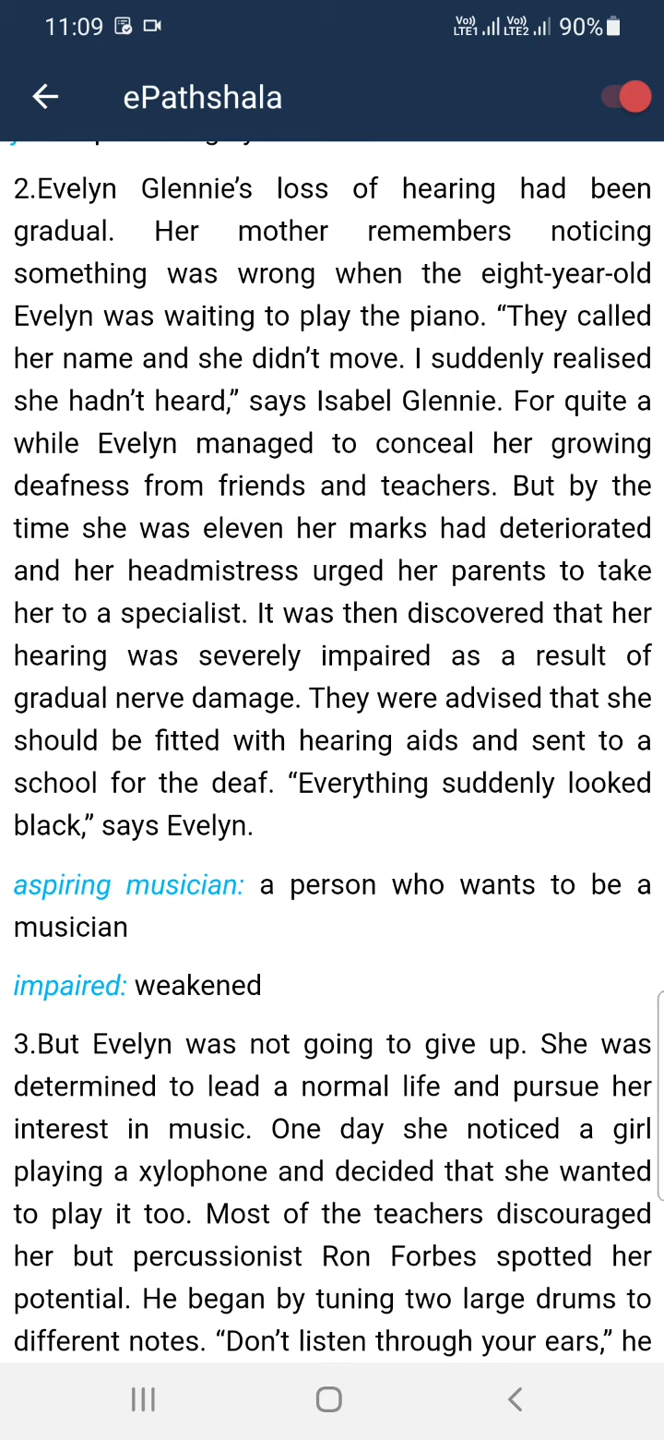 11:09
Vo)) LTE1 Vo)) LTE2 90%
ePathshala
2.Evelyn Glennie’s loss of hearing had been
gradual. Her mother remembers noticing
something was wrong when the eight-year-old
Evelyn was waiting to play the piano. “They called
her name and she didn’t move. I suddenly realised
she hadn’t heard,” says Isabel Glennie. For quite a
while Evelyn managed to conceal her growing
deafness from friends and teachers. But by the
time she was eleven her marks had deteriorated
and her headmistress urged her parents to take
her to a specialist. It was then discovered that her
hearing was severely impaired as a result of
gradual nerve damage. They were advised that she
should be fitted with hearing aids and sent to a
school for the deaf. “Everything suddenly looked
black,” says Evelyn.
aspiring musician: a person who wants to be a
musician
impaired: weakened
3.But Evelyn was not going to give up. She was
determined to lead a normal life and pursue her
interest in music. One day she noticed a girl
playing a xylophone and decided that she wanted
to play it too. Most of the teachers discouraged
her but percussionist Ron Forbes spotted her
potential. He began by tuning two large drums to
different notes. “Don’t listen through your ears,” he